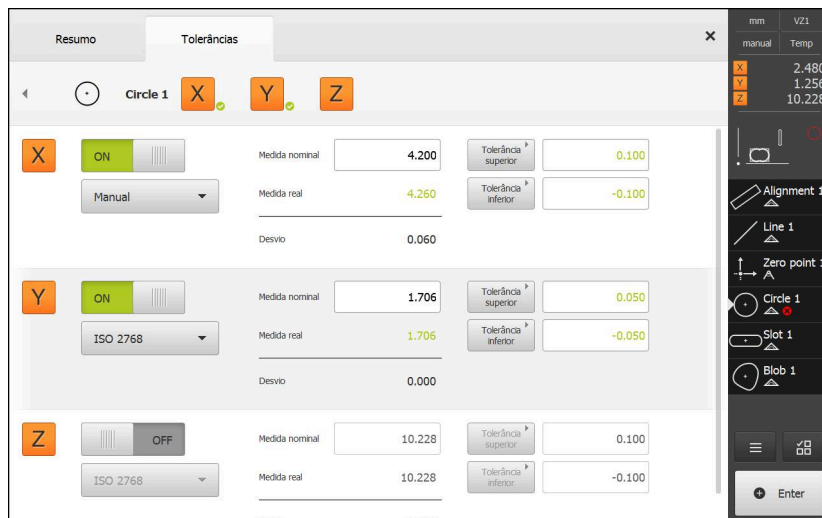 Resumo
Tolerâncias
×
Circle 1 X Y Z
X
ON
Manual
Medida nominal 4.200
Medida real 4.260
Desvio 0.060
Tolerância superior 0.100
Tolerância inferior -0.100
Y
ON
ISO 2768
Medida nominal 1.706
Medida real 1.706
Desvio 0.000
Tolerância superior 0.050
Tolerância inferior -0.050
Z
OFF
ISO 2768
Medida nominal 10.228
Medida real 10.228
Tolerância superior 0.100
Tolerância inferior -0.100
mm VZ1
manual Temp
X 2.480
Y 1.256
Z 10.228
Alignment 1
Line 1
Zero point 1
Circle 1
Slot 1
Blob 1
Enter